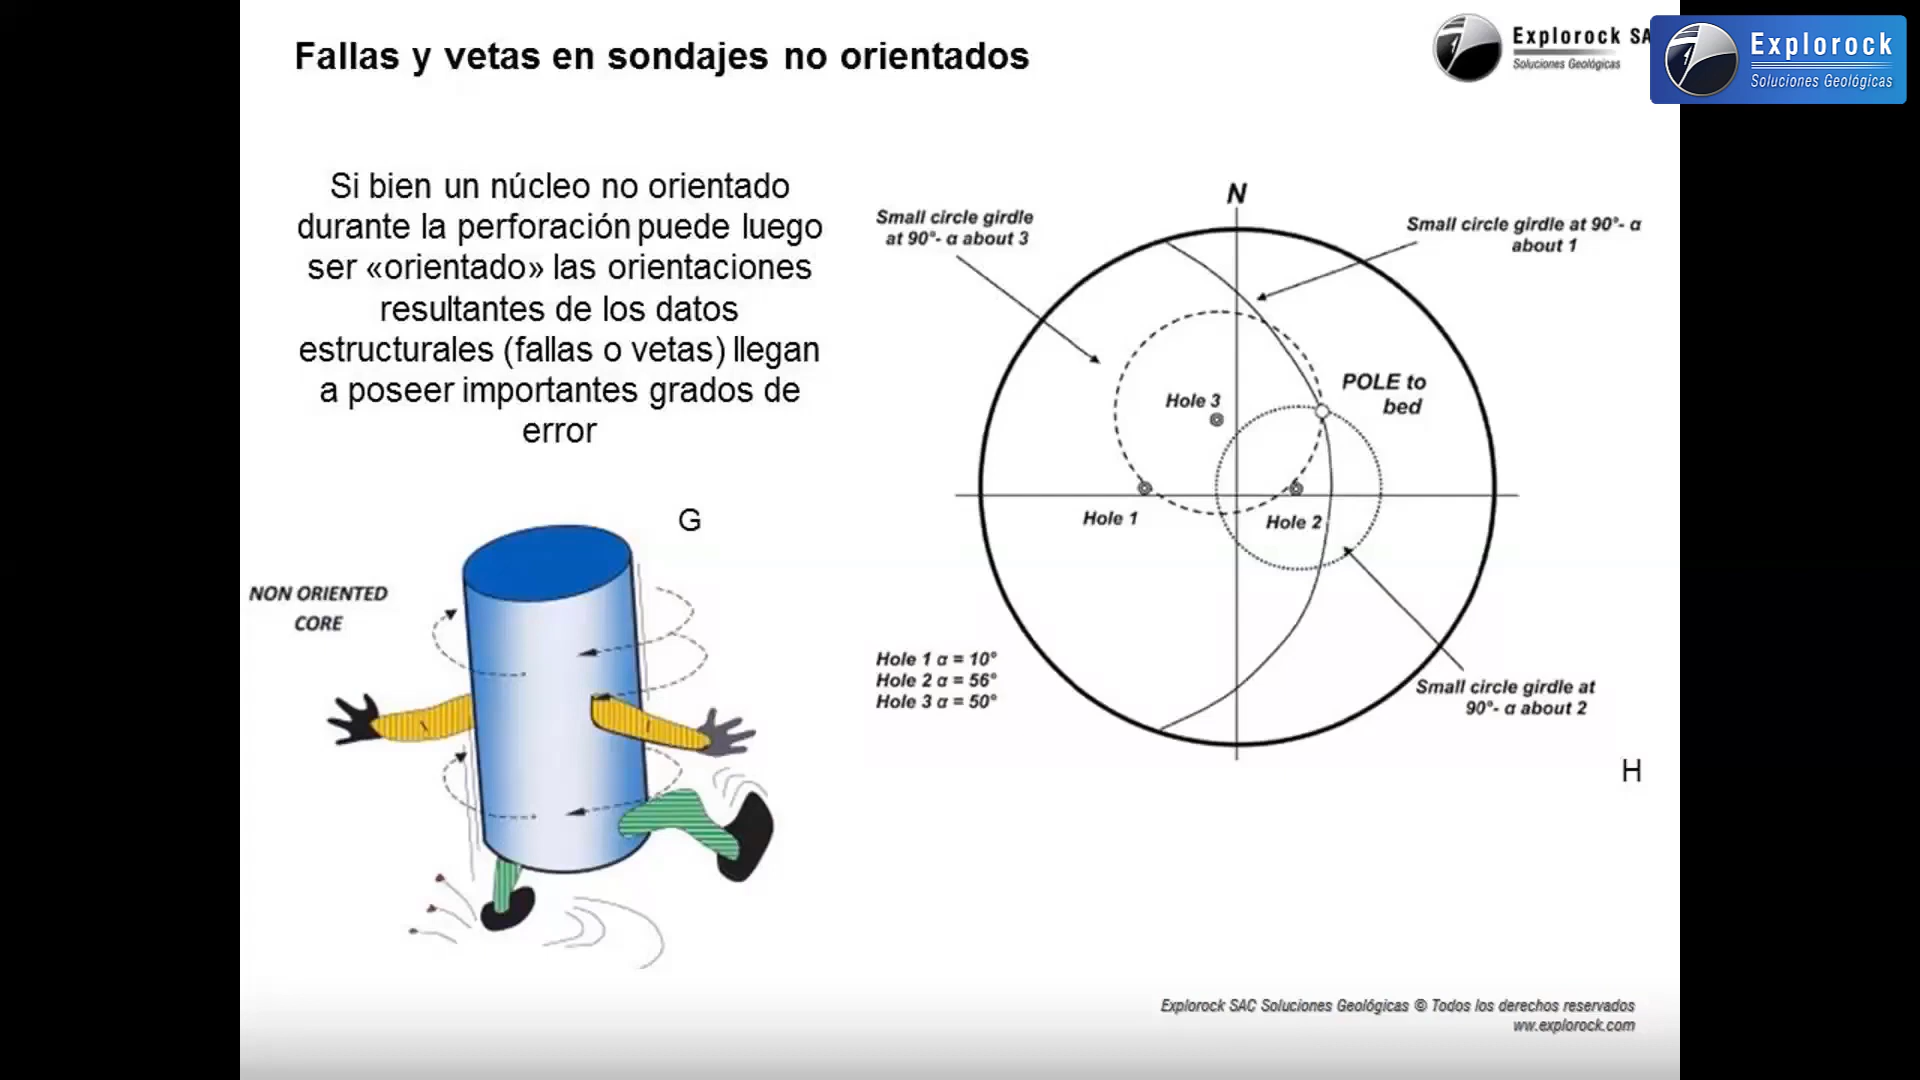 Fallas y vetas en sondajes no orientados
Explorock SA
Soluciones Geológicas
Explorock
Soluciones Geológicas
Si bien un núcleo no orientado
durante la perforación puede luego
ser «orientado» las orientaciones
resultantes de los datos
estructurales (fallas o vetas) llegan
a poseer importantes grados de
error
G
NON ORIENTED
CORE
N
Small circle girdle
at 90°- α about 3
Small circle girdle at 90°- α
about 1
POLE to
bed
Hole 3
Hole 1
Hole 2
Hole 1 α = 10°
Hole 2 α = 56°
Hole 3 α = 50°
Small circle girdle at
90°- α about 2
H
Explorock SAC Soluciones Geológicas © Todos los derechos reservados
ww.explorock.com